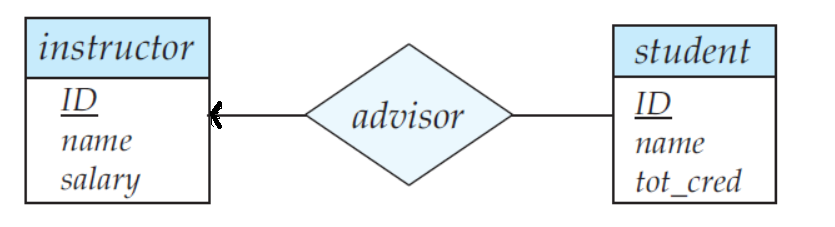 instructor
ID
name
salary
advisor
student
ID
name
tot_cred